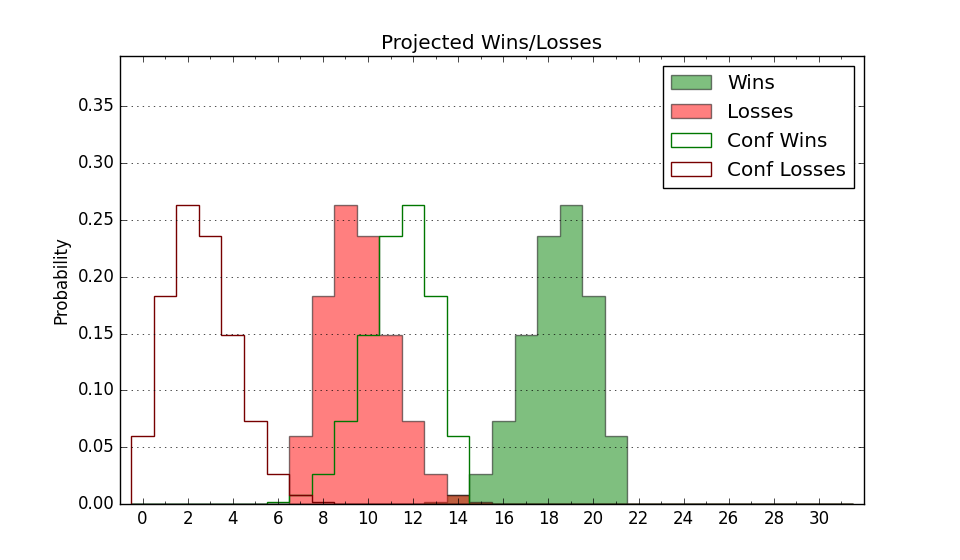 Projected Wins/Losses
Wins
Losses
Conf Wins
Conf Losses
Probability
0.35
0.30
0.25
0.20
0.15
0.10
0.05
0.00
0 2 4 6 8 10 12 14 16 18 20 22 24 26 28 30